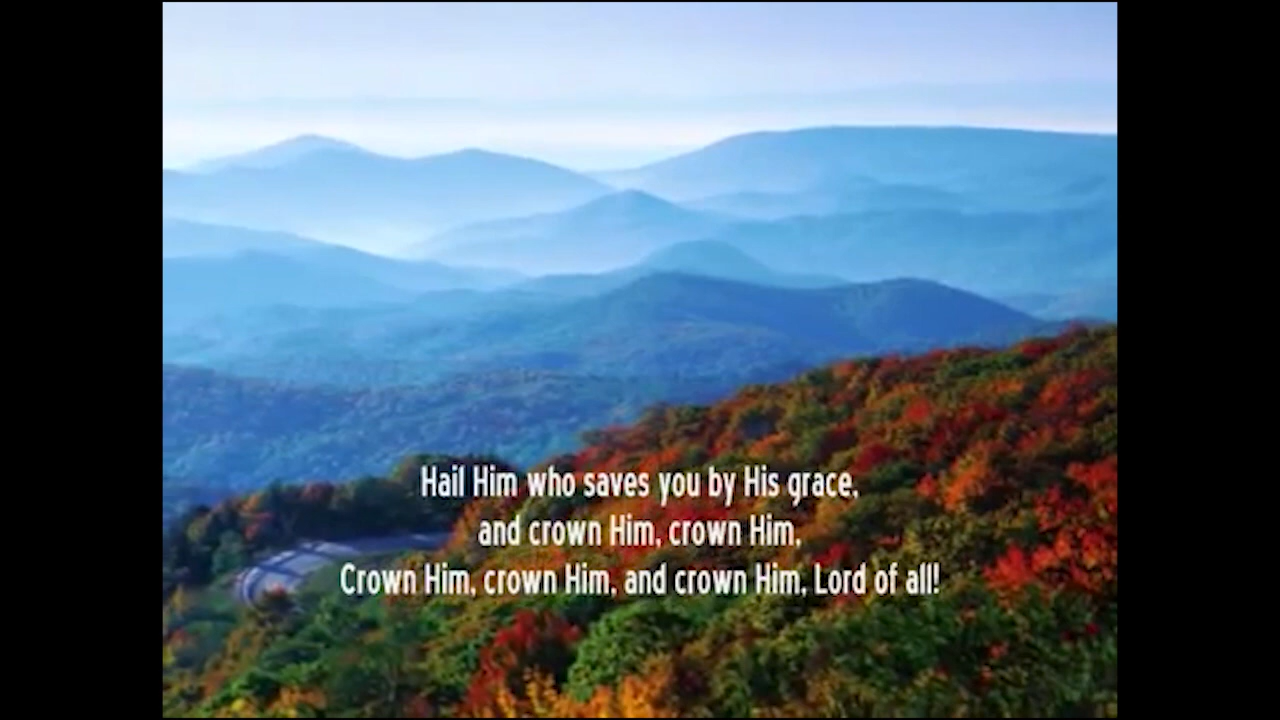 Hail Him who saves you by His grace,
and crown Him, crown Him,
Crown Him, crown Him, and crown Him, Lord of all!